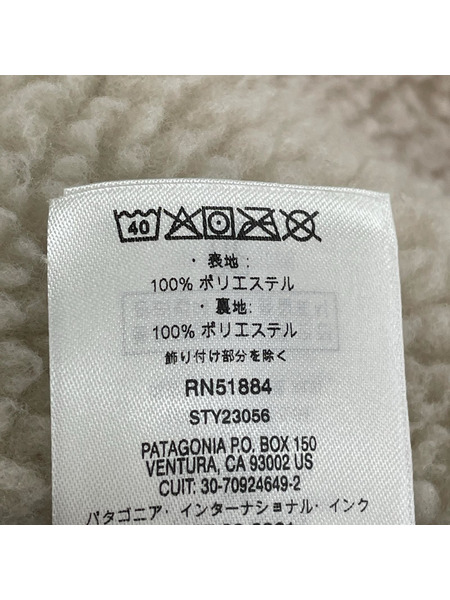 40
・表地:
100% ポリエステル
・裏地:
100% ポリエステル
飾り付け部分を除く
RN51884
STY23056
PATAGONIA P.O. BOX 150
VENTURA, CA 93002 US
CUIT: 30-70924649-2
パタゴニア・インターナショナル・インク